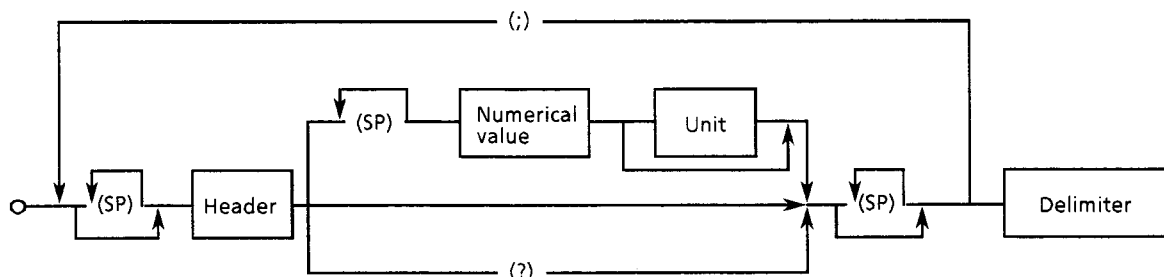 (;)
(SP)
Numerical
value
Unit
(SP)
Header
(SP)
Delimiter
(?)